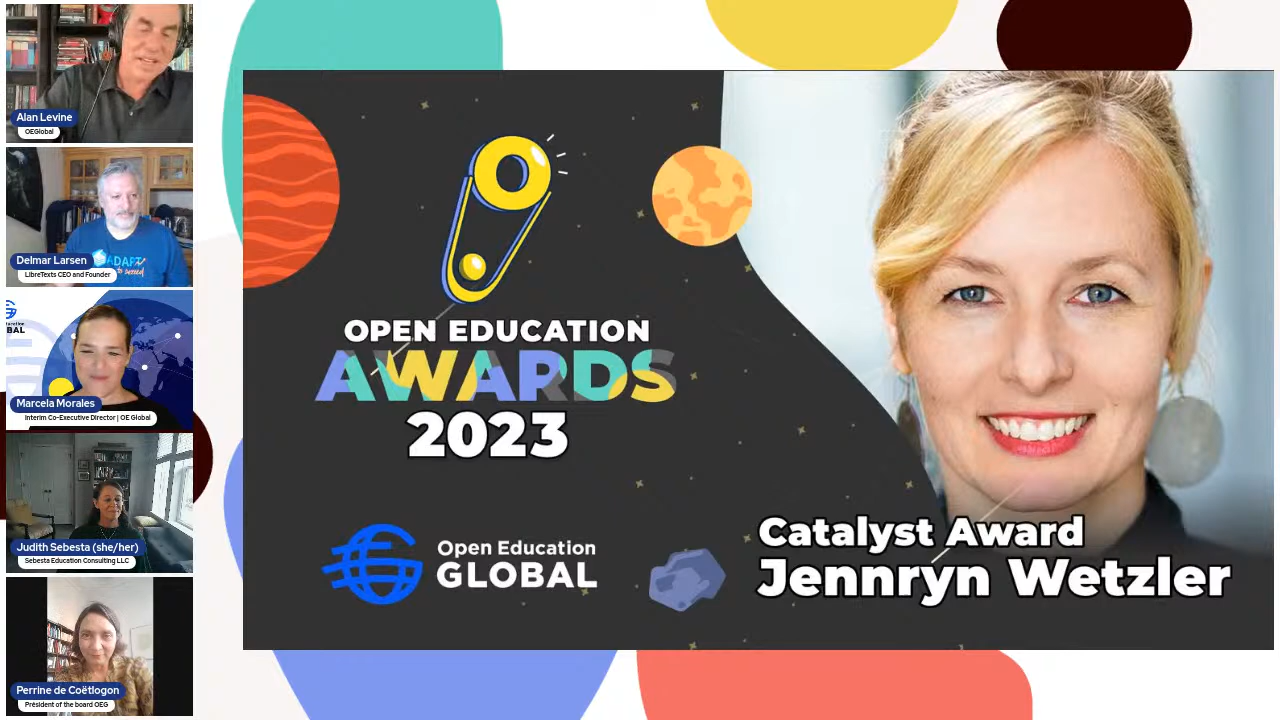 Alan Levine
OEGlobal
Delmar Larsen
LibreTexts CEO and Founder
ADAPT
Marcela Morales
Interim Co-Executive Director | OE Global
Judith Sebesta (she/her)
Sebesta Education Consulting LLC
Perrine de Coëtlogon
Président of the board OEG
OPEN EDUCATION
AWARDS
2023
Open Education
GLOBAL
Catalyst Award
Jennryn Wetzler